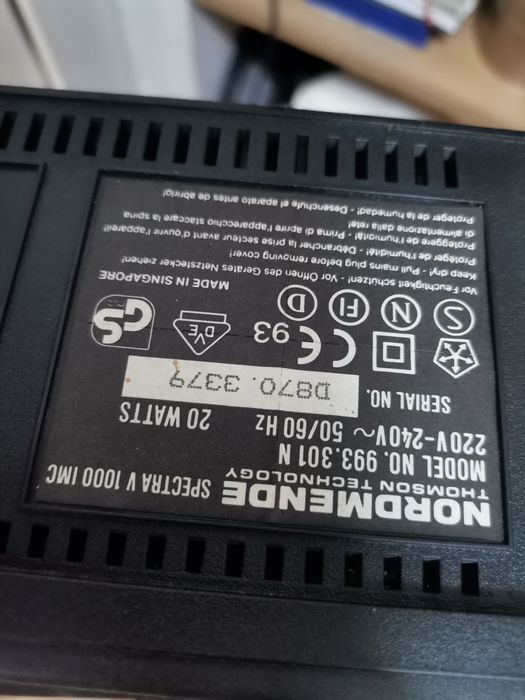 NORDMENDE SPECTRA V 1000 IMC
THOMSON TECHNOLOGY
MODEL NO. 993.301 N
220V-240V ~ 50/60 Hz 20 WATTS
SERIAL NO. D870. 3379
CE 93 DVE GS
S N FI D MADE IN SINGAPORE
Vor Feuchtigkeit schützen! - Vor Öffnen des Gerätes Netzstecker ziehen!
Keep dry! - Pull mains plug before removing cover!
Protéger de l'humidité! - Débrancher la prise secteur avant d'ouvrir l'appareil!
Proteggere dall'umidità! - Prima di aprire l'apparecchio staccare la spina
di alimentazione dalla rete!
Proteger de la humedad! - Desenchufe el aparato antes de abrirlo!